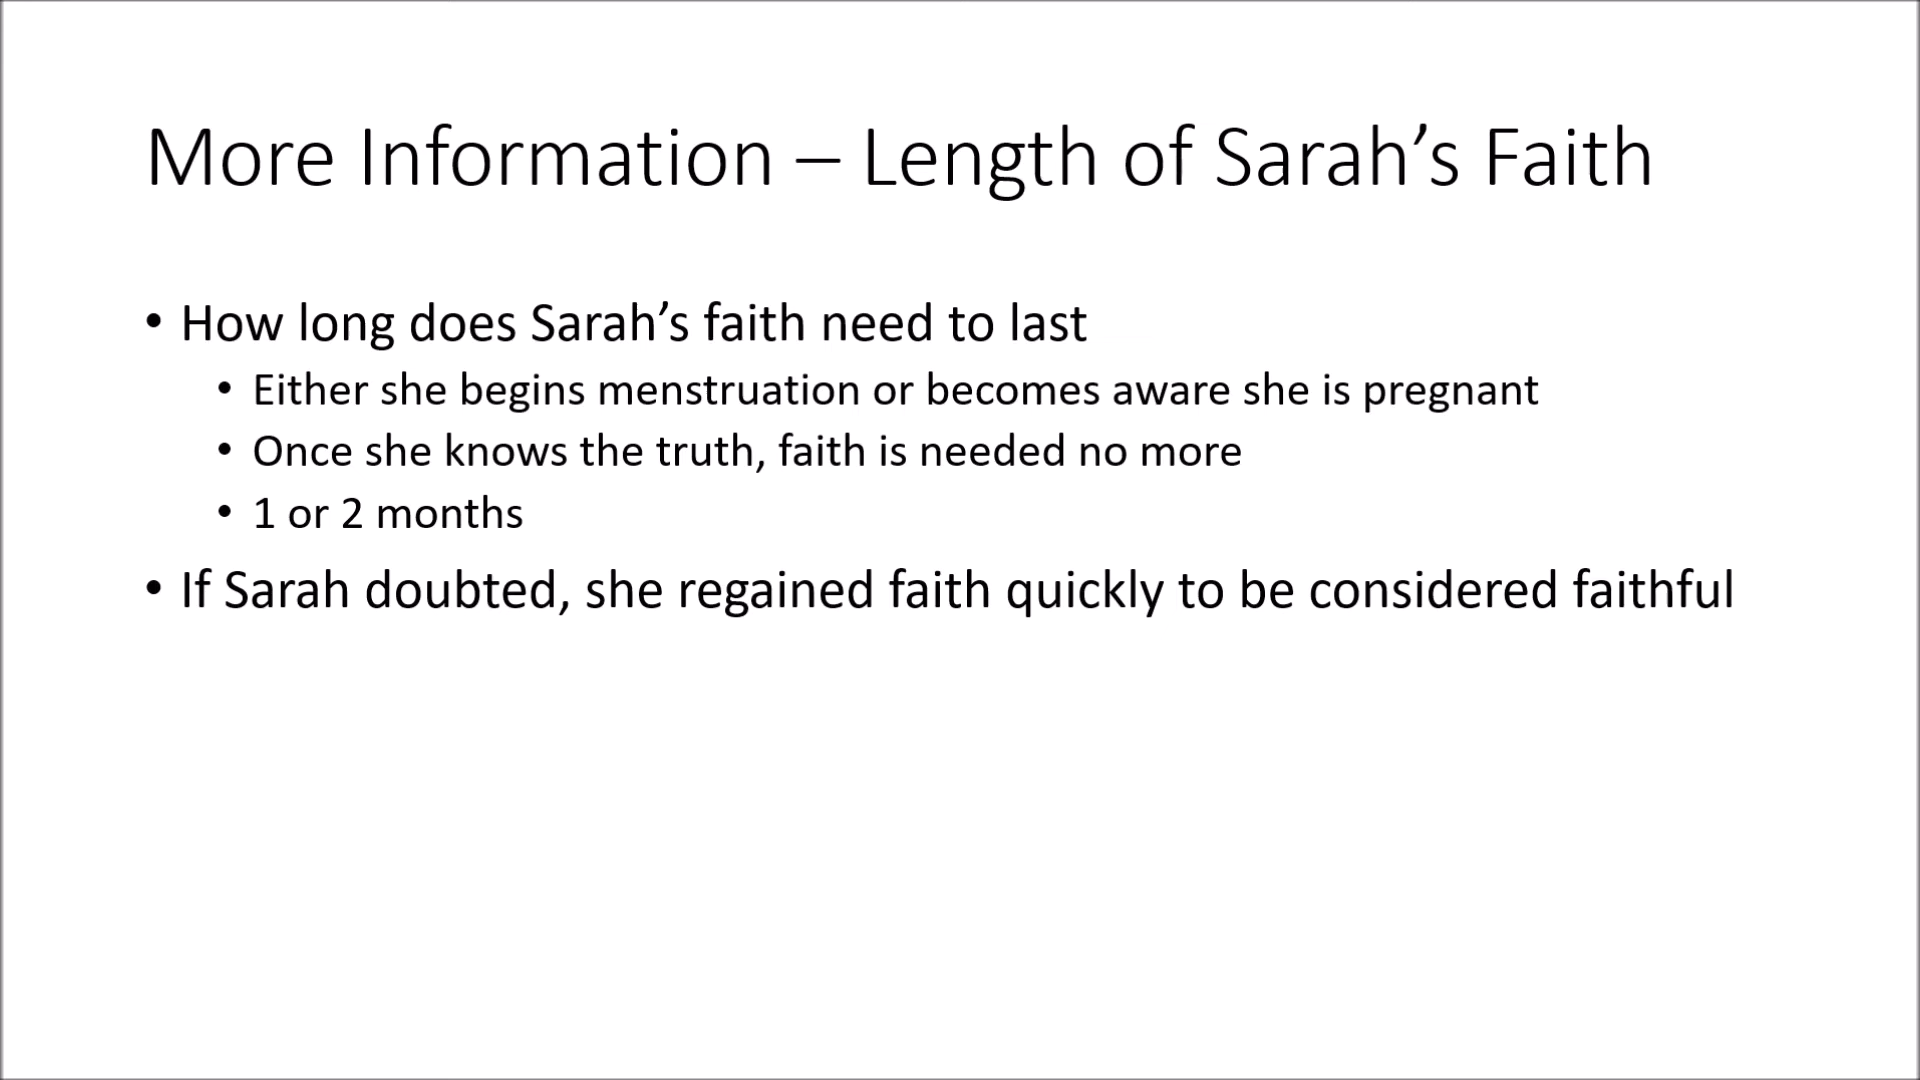 More Information – Length of Sarah’s Faith
• How long does Sarah’s faith need to last
• Either she begins menstruation or becomes aware she is pregnant
• Once she knows the truth, faith is needed no more
• 1 or 2 months
• If Sarah doubted, she regained faith quickly to be considered faithful